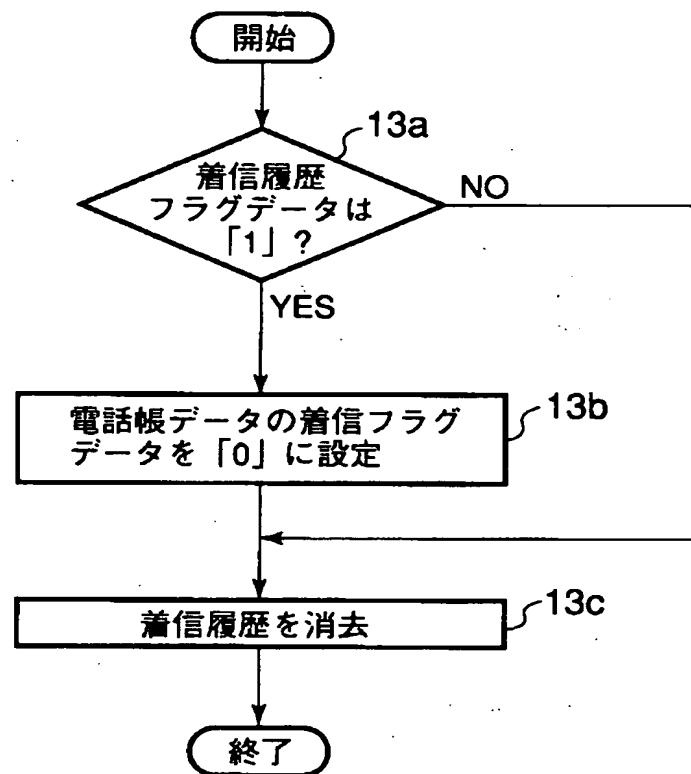 開始
13a
着信履歴
フラグデータは
「1」?
NO
YES
電話帳データの着信フラグ
データを「0」に設定
13b
着信履歴を消去
13c
終了